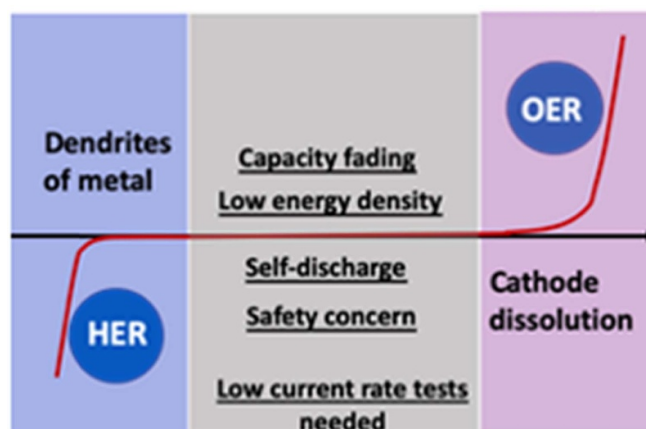 Dendrites
of metal
HER
Capacity fading
Low energy density
Self-discharge
Safety concern
Low current rate tests
needed
OER
Cathode
dissolution